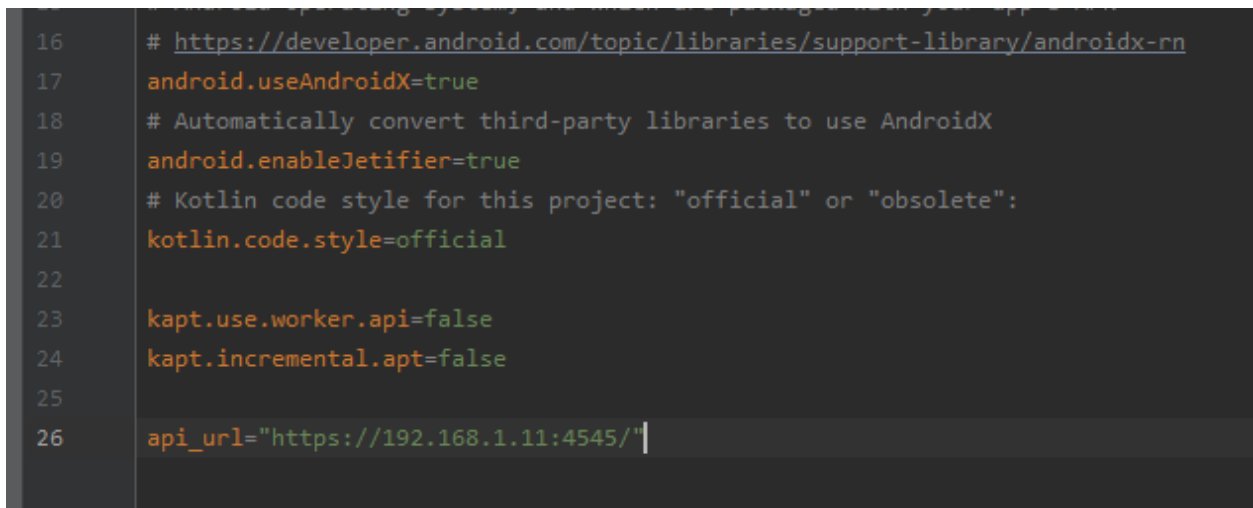 16 # https://developer.android.com/topic/libraries/support-library/androidx-rn
17 android.useAndroidX=true
18 # Automatically convert third-party libraries to use AndroidX
19 android.enableJetifier=true
20 # Kotlin code style for this project: "official" or "obsolete":
21 kotlin.code.style=official
22
23 kapt.use.worker.api=false
24 kapt.incremental.apt=false
25
26 api_url="https://192.168.1.11:4545/"